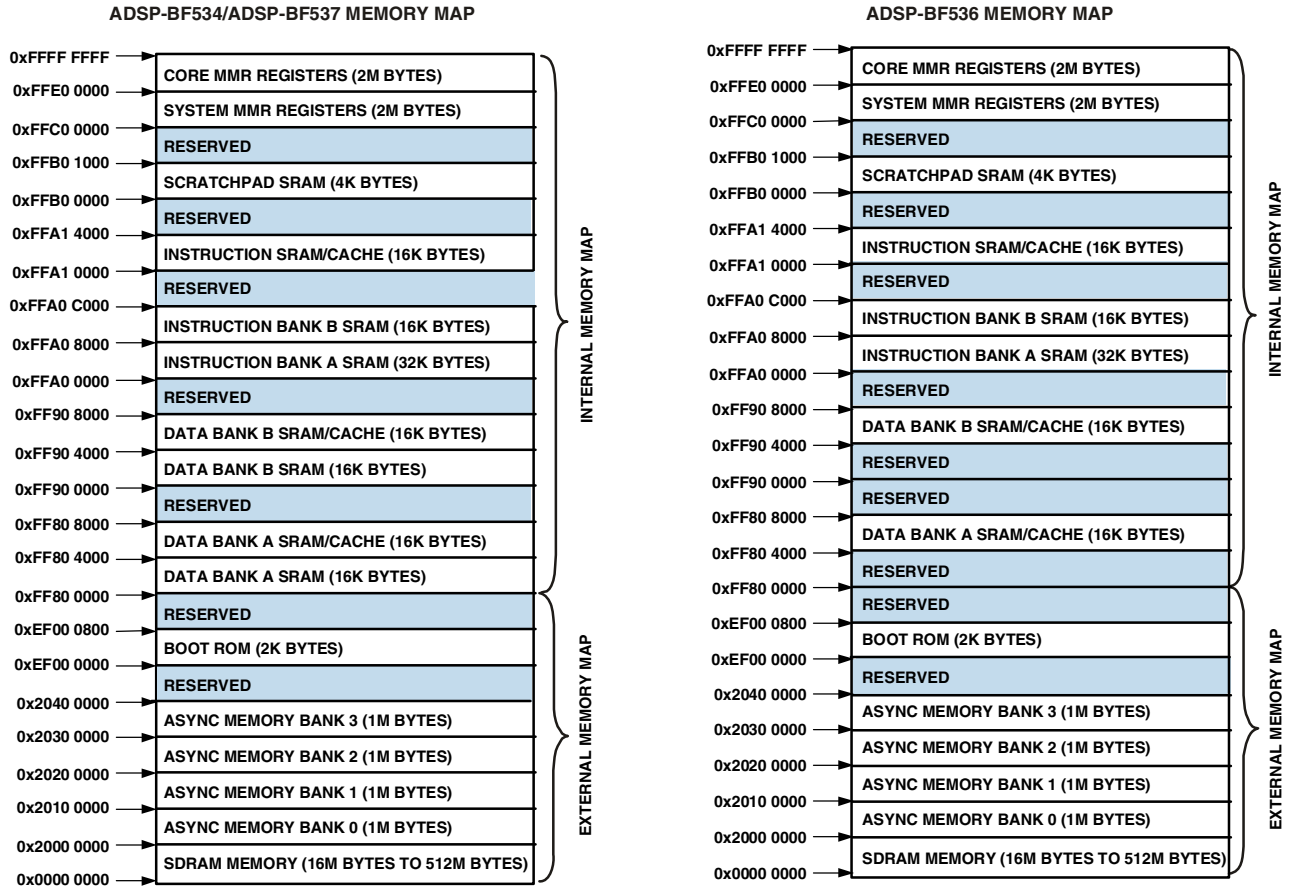 ADSP-BF534/ADSP-BF537 MEMORY MAP
0xFFFF FFFF
CORE MMR REGISTERS (2M BYTES)
0xFFE0 0000
SYSTEM MMR REGISTERS (2M BYTES)
0xFFC0 0000
RESERVED
0xFFB0 1000
SCRATCHPAD SRAM (4K BYTES)
0xFFB0 0000
RESERVED
0xFFA1 4000
INSTRUCTION SRAM/CACHE (16K BYTES)
0xFFA1 0000
RESERVED
0xFFA0 C000
INSTRUCTION BANK B SRAM (16K BYTES)
0xFFA0 8000
INSTRUCTION BANK A SRAM (32K BYTES)
0xFFA0 0000
RESERVED
0xFF90 8000
DATA BANK B SRAM/CACHE (16K BYTES)
0xFF90 4000
DATA BANK B SRAM (16K BYTES)
0xFF90 0000
RESERVED
0xFF80 8000
DATA BANK A SRAM/CACHE (16K BYTES)
0xFF80 4000
DATA BANK A SRAM (16K BYTES)
0xFF80 0000
RESERVED
0xEF00 0800
BOOT ROM (2K BYTES)
0xEF00 0000
RESERVED
0x2040 0000
ASYNC MEMORY BANK 3 (1M BYTES)
0x2030 0000
ASYNC MEMORY BANK 2 (1M BYTES)
0x2020 0000
ASYNC MEMORY BANK 1 (1M BYTES)
0x2010 0000
ASYNC MEMORY BANK 0 (1M BYTES)
0x2000 0000
SDRAM MEMORY (16M BYTES TO 512M BYTES)
0x0000 0000
INTERNAL MEMORY MAP
EXTERNAL MEMORY MAP
ADSP-BF536 MEMORY MAP
0xFFFF FFFF
CORE MMR REGISTERS (2M BYTES)
0xFFE0 0000
SYSTEM MMR REGISTERS (2M BYTES)
0xFFC0 0000
RESERVED
0xFFB0 1000
SCRATCHPAD SRAM (4K BYTES)
0xFFB0 0000
RESERVED
0xFFA1 4000
INSTRUCTION SRAM/CACHE (16K BYTES)
0xFFA1 0000
RESERVED
0xFFA0 C000
INSTRUCTION BANK B SRAM (16K BYTES)
0xFFA0 8000
INSTRUCTION BANK A SRAM (32K BYTES)
0xFFA0 0000
RESERVED
0xFF90 8000
DATA BANK B SRAM/CACHE (16K BYTES)
0xFF90 4000
RESERVED
0xFF90 0000
RESERVED
0xFF80 8000
DATA BANK A SRAM/CACHE (16K BYTES)
0xFF80 4000
RESERVED
0xFF80 0000
RESERVED
0xEF00 0800
BOOT ROM (2K BYTES)
0xEF00 0000
RESERVED
0x2040 0000
ASYNC MEMORY BANK 3 (1M BYTES)
0x2030 0000
ASYNC MEMORY BANK 2 (1M BYTES)
0x2020 0000
ASYNC MEMORY BANK 1 (1M BYTES)
0x2010 0000
ASYNC MEMORY BANK 0 (1M BYTES)
0x2000 0000
SDRAM MEMORY (16M BYTES TO 512M BYTES)
0x0000 0000
INTERNAL MEMORY MAP
EXTERNAL MEMORY MAP